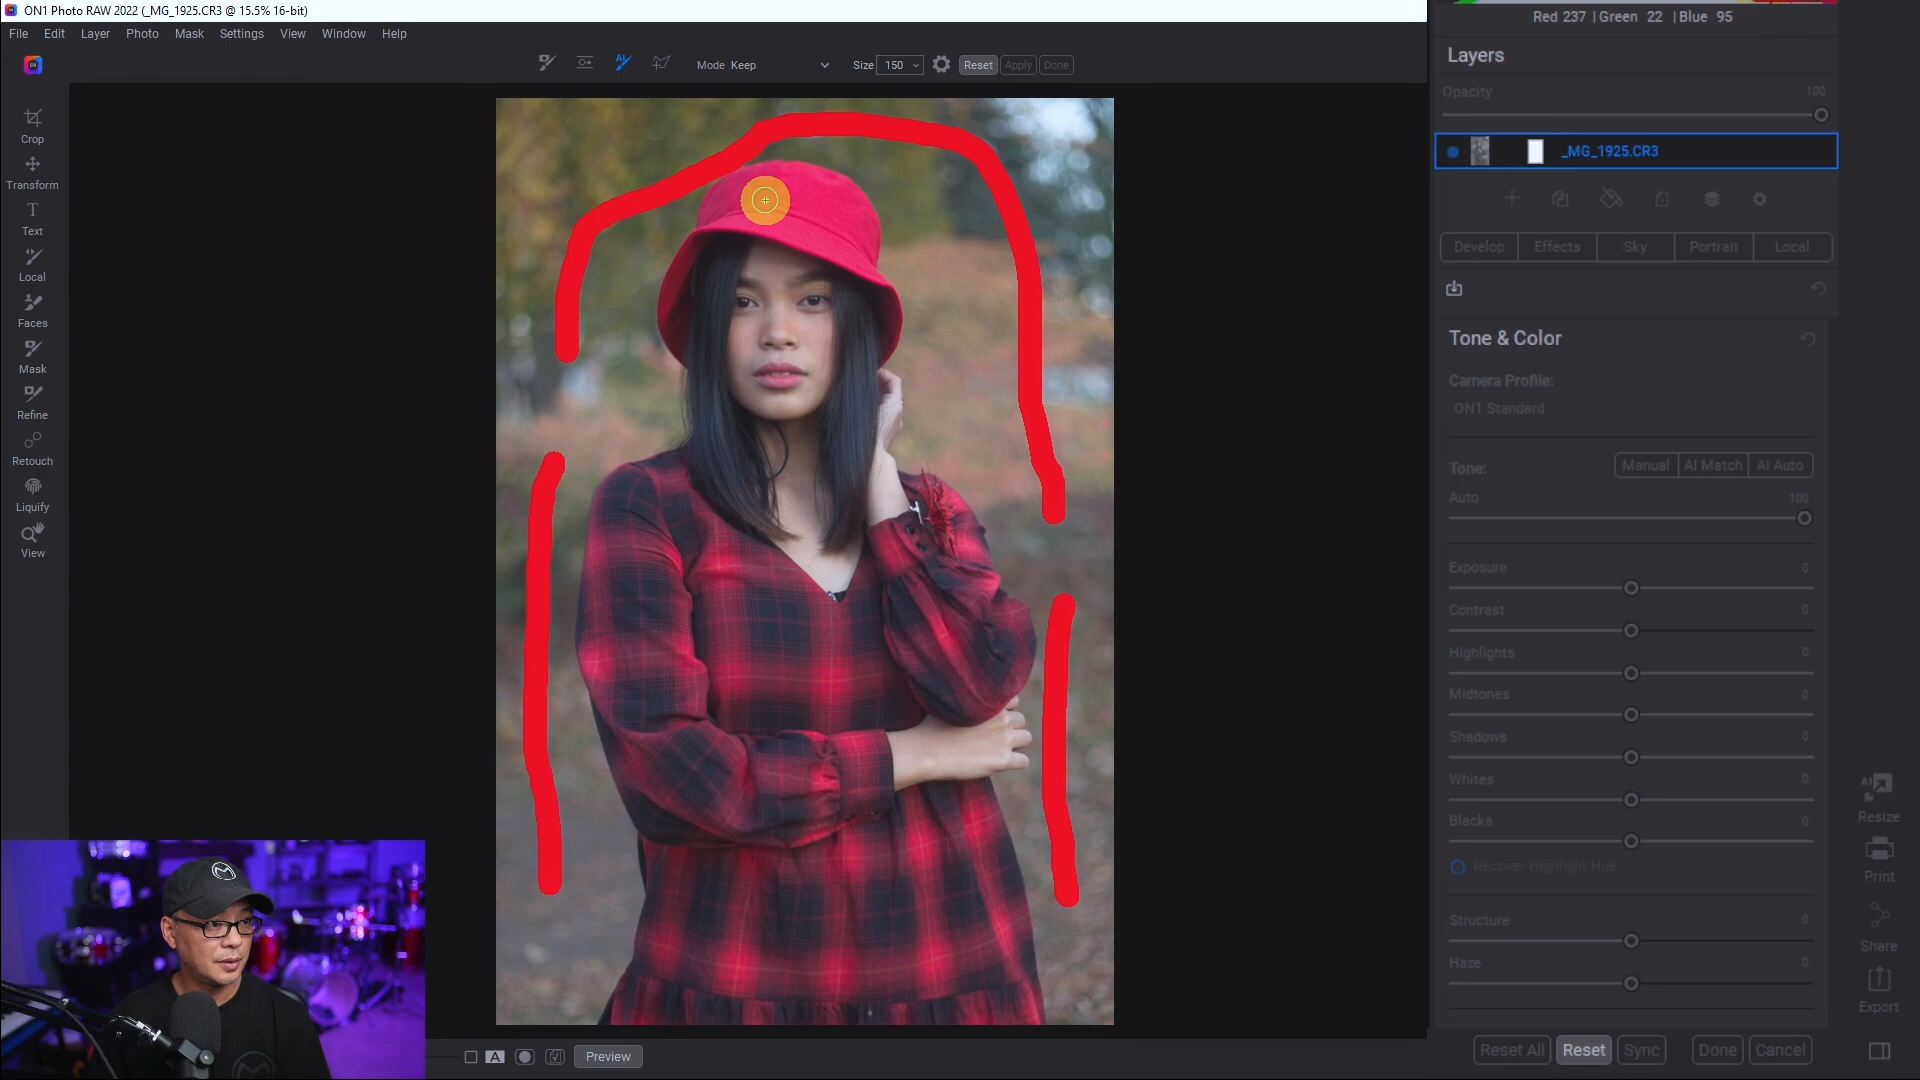 ON1 Photo RAW 2022 (_MG_1925.CR3 @ 15.5% 16-bit)
File Edit Layer Photo Mask Settings View Window Help
Mode Keep Size 150 Reset Apply Done
Crop
Transform
Text
Local
Faces
Mask
Refine
Retouch
Liquify
View
A Preview
Red 237 | Green 22 | Blue 95
Layers
Opacity 100
_MG_1925.CR3
Develop Effects Sky Portrait Local
Tone & Color
Camera Profile:
ON1 Standard
Tone: Manual AI Match AI Auto
Auto 100
Exposure 0
Contrast 0
Highlights 0
Midtones 0
Shadows 0
Whites 0
Blacks 0
Recover Highlight Hue
Structure 0
Haze 0
AI
Resize
Print
Share
Export
Reset All Reset Sync Done Cancel